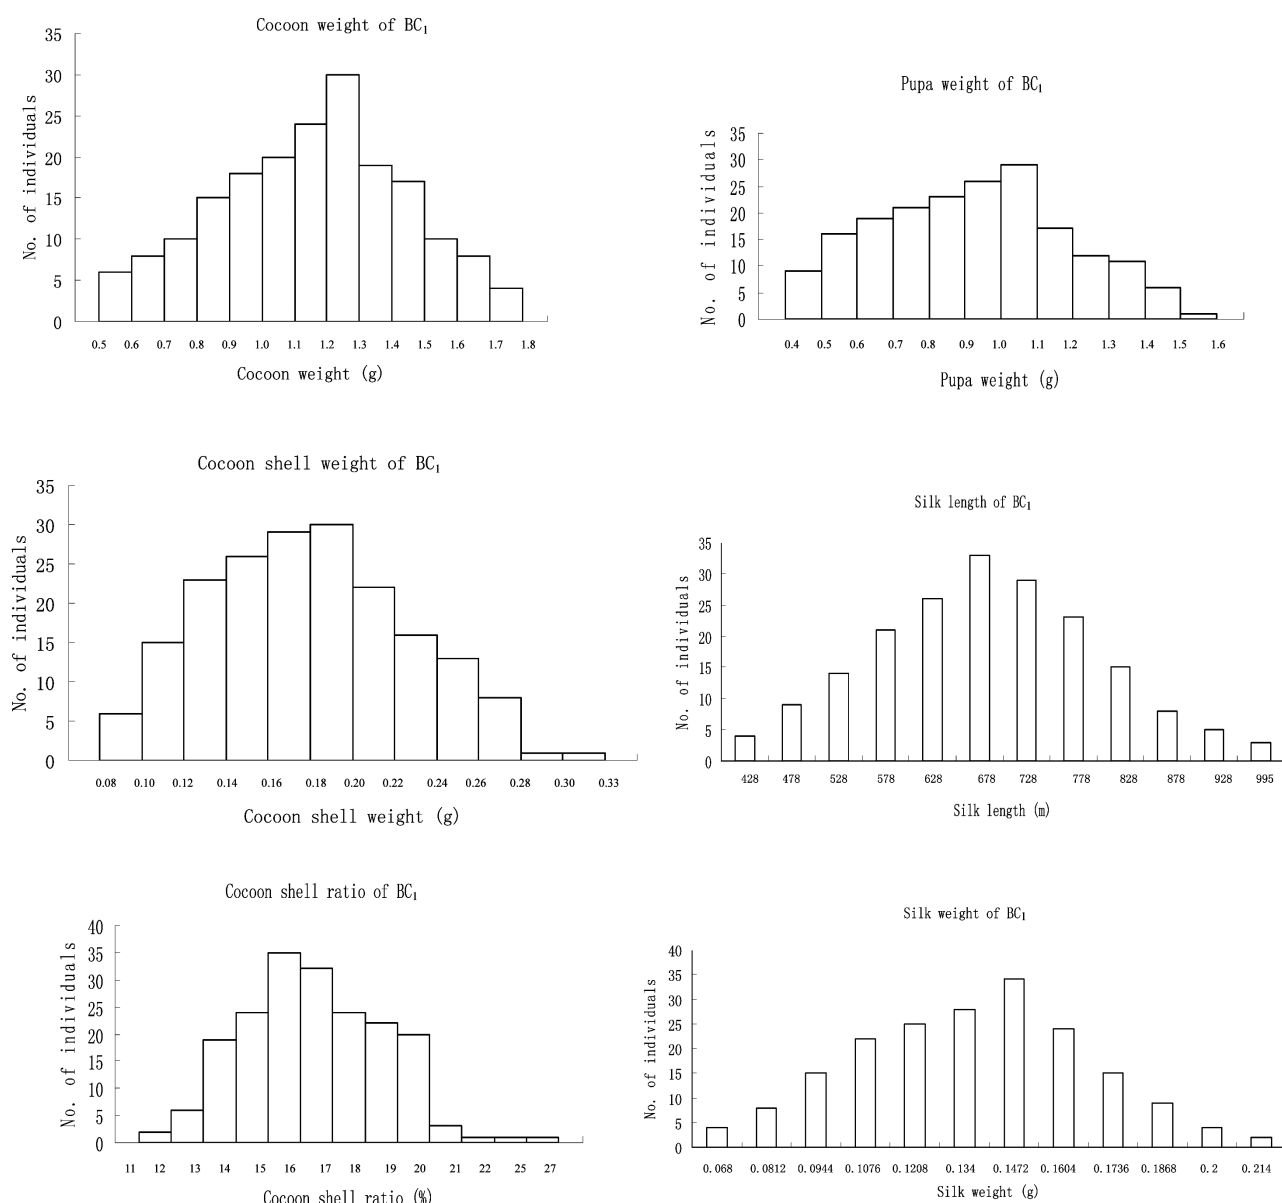 Cocoon weight of BC₁
35
30
25
20
15
10
5
0
No. of individuals
0.5 0.6 0.7 0.8 0.9 1.0 1.1 1.2 1.3 1.4 1.5 1.6 1.7 1.8
Cocoon weight (g)
Pupa weight of BC₁
35
30
25
20
15
10
5
0
No. of individuals
0.4 0.5 0.6 0.7 0.8 0.9 1.0 1.1 1.2 1.3 1.4 1.5 1.6
Pupa weight (g)
Cocoon shell weight of BC₁
35
30
25
20
15
10
5
0
No. of individuals
0.08 0.10 0.12 0.14 0.16 0.18 0.20 0.22 0.24 0.26 0.28 0.30 0.33
Cocoon shell weight (g)
Silk length of BC₁
35
30
25
20
15
10
5
0
No. of individuals
428 478 528 578 628 678 728 778 828 878 928 995
Silk length (m)
Cocoon shell ratio of BC₁
40
35
30
25
20
15
10
5
0
No. of individuals
11 12 13 14 15 16 17 18 19 20 21 22 25 27
Cocoon shell ratio (%)
Silk weight of BC₁
40
35
30
25
20
15
10
5
0
No. of individuals
0.068 0.0812 0.0944 0.1076 0.1208 0.134 0.1472 0.1604 0.1736 0.1868 0.2 0.214
Silk weight (g)